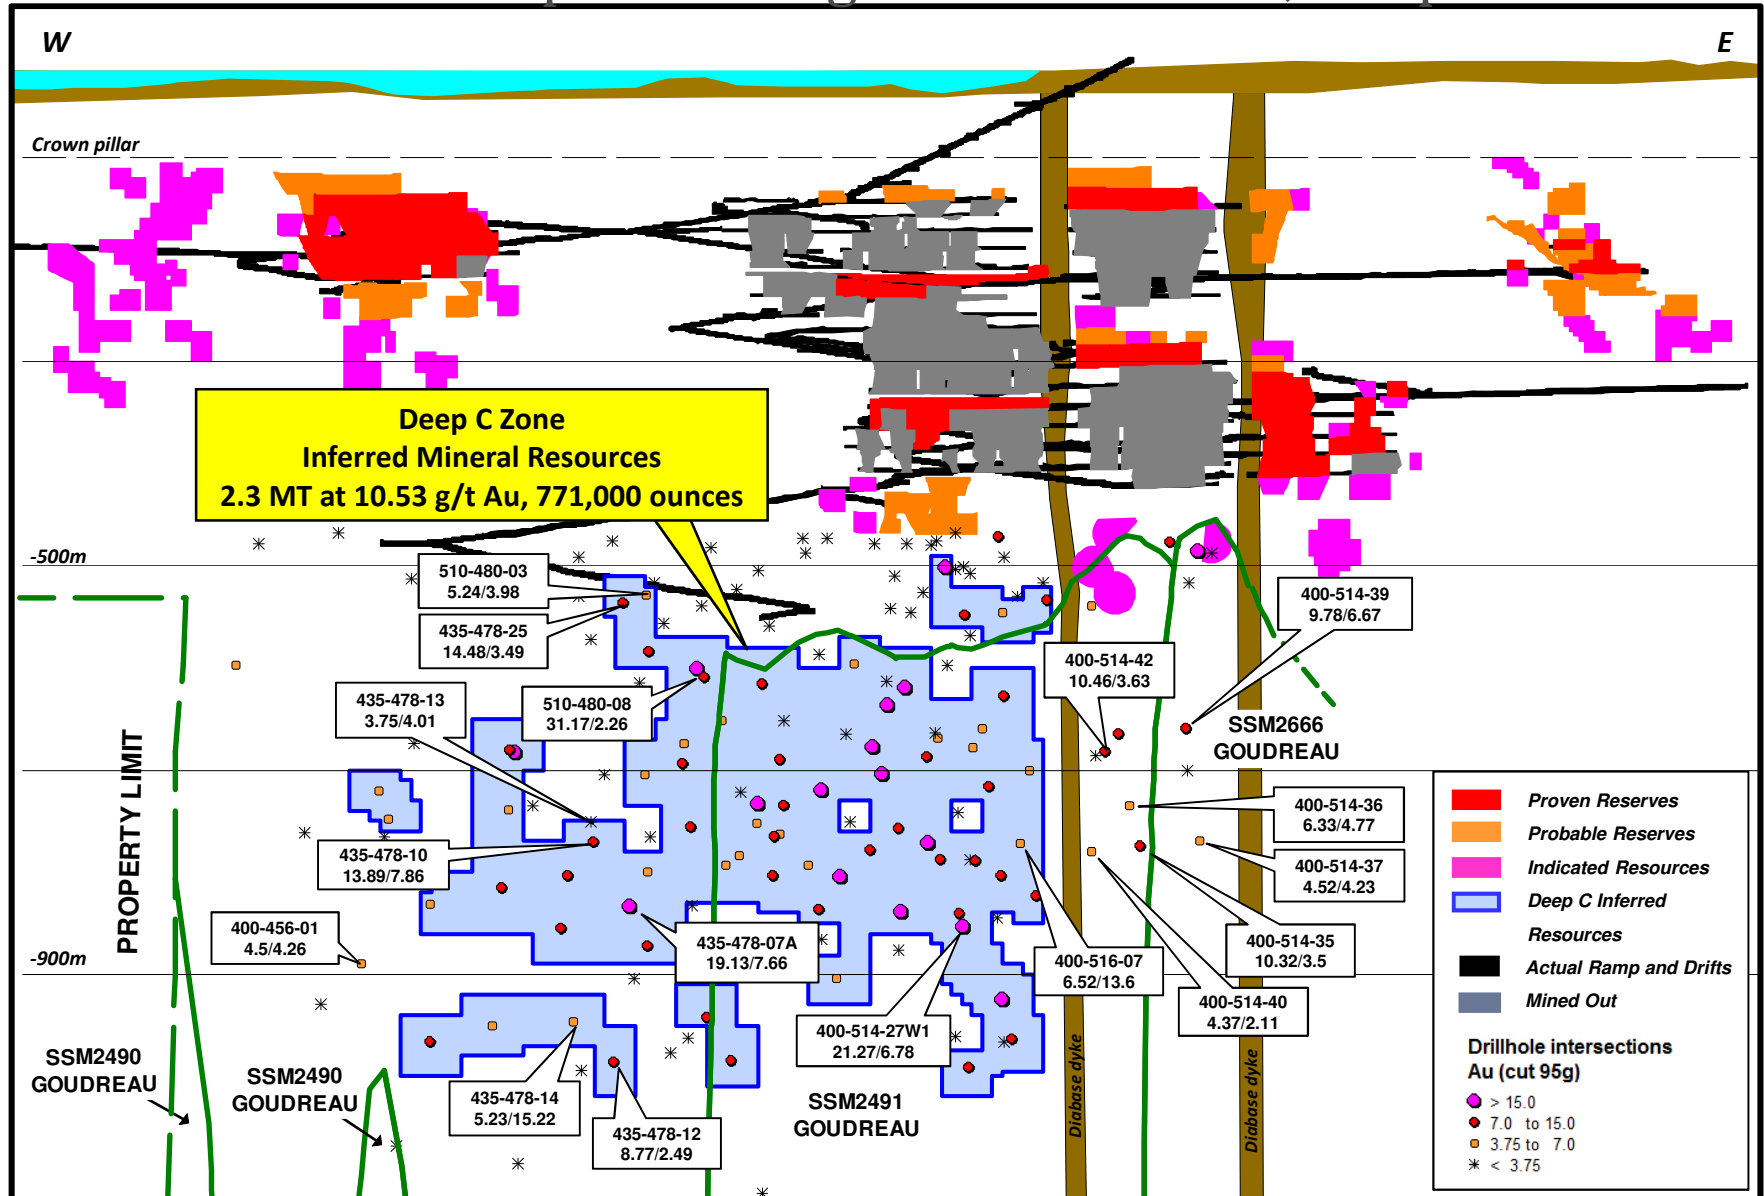 W
E
Crown pillar
Deep C Zone
Inferred Mineral Resources
2.3 MT at 10.53 g/t Au, 771,000 ounces
-500m
510-480-03
5.24/3.98
435-478-25
14.48/3.49
400-514-39
9.78/6.67
400-514-42
10.46/3.63
435-478-13
3.75/4.01
510-480-08
31.17/2.26
SSM2666
GOUDREAU
PROPERTY LIMIT
400-514-36
6.33/4.77
435-478-10
13.89/7.86
400-514-37
4.52/4.23
400-456-01
4.5/4.26
435-478-07A
19.13/7.66
400-514-35
10.32/3.5
-900m
400-516-07
6.52/13.6
400-514-40
4.37/2.11
400-514-27W1
21.27/6.78
SSM2490
GOUDREAU
SSM2490
GOUDREAU
435-478-14
5.23/15.22
435-478-12
8.77/2.49
SSM2491
GOUDREAU
Diabase dyke
Diabase dyke
Proven Reserves
Probable Reserves
Indicated Resources
Deep C Inferred
Resources
Actual Ramp and Drifts
Mined Out
Drillhole intersections
Au (cut 95g)
> 15.0
7.0 to 15.0
3.75 to 7.0
< 3.75